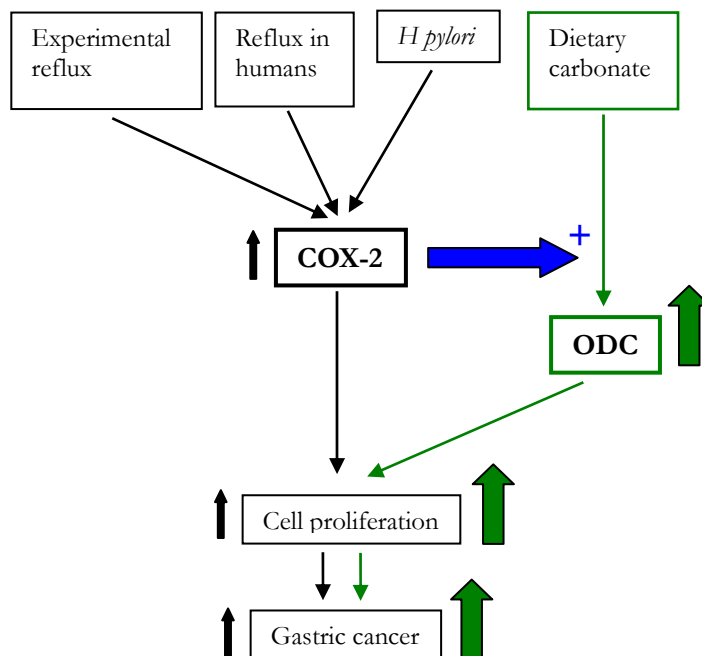 Experimental
reflux
Reflux in
humans
H pylori
Dietary
carbonate
+
COX-2
ODC
Cell proliferation
Gastric cancer